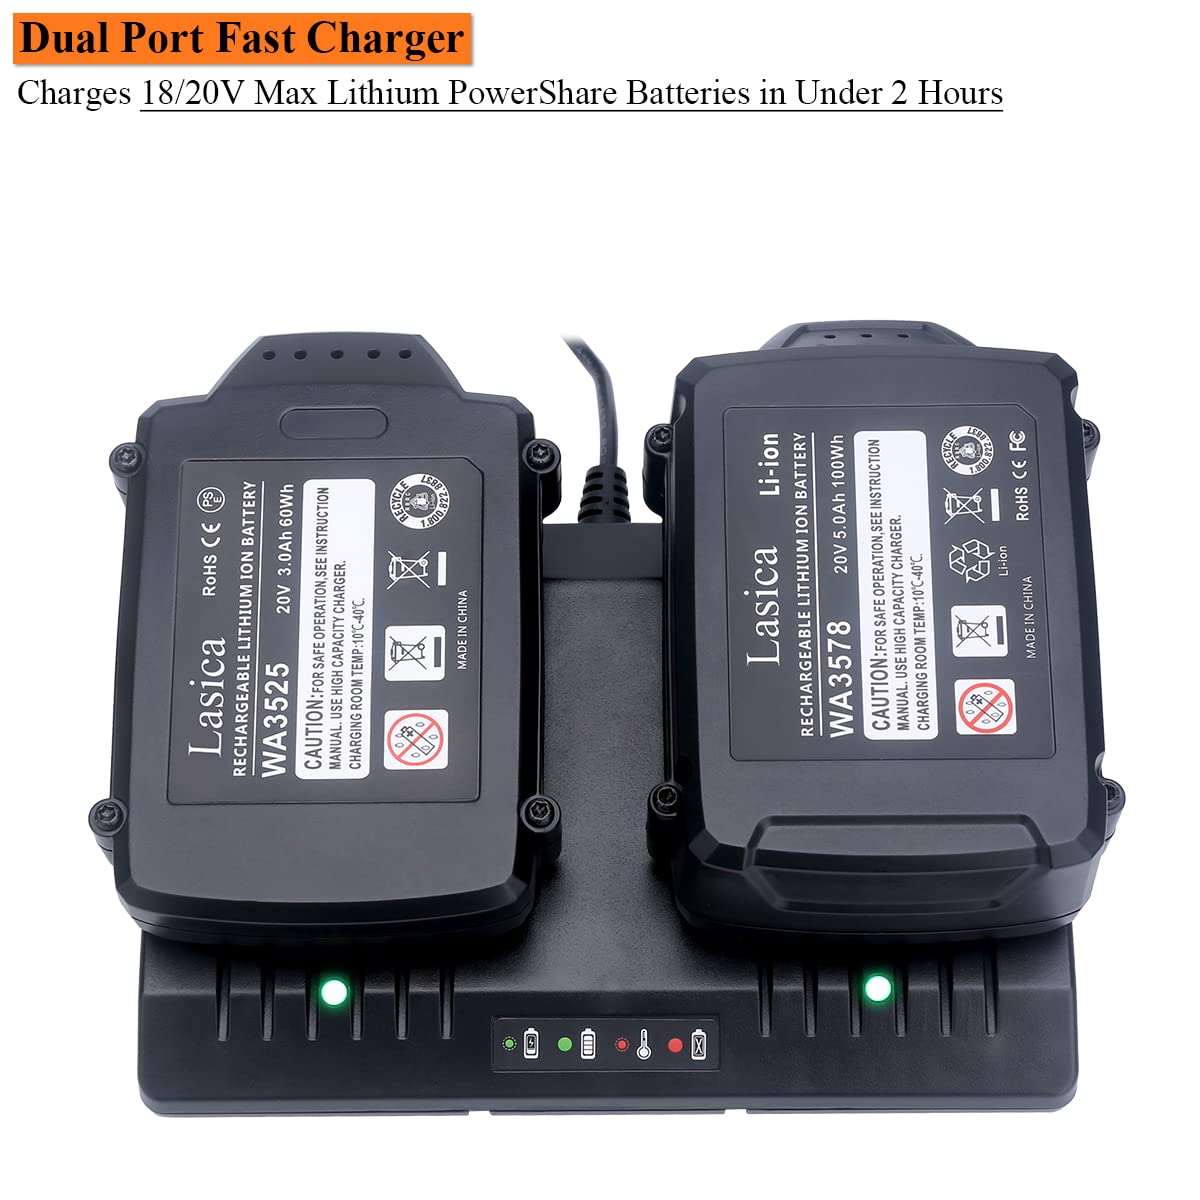 Dual Port Fast Charger
Charges 18/20V Max Lithium PowerShare Batteries in Under 2 Hours
Lasica RoHS CE PSE
RECHARGEABLE LITHIUM ION BATTERY
WA3525 20V 3.0Ah 60Wh
CAUTION:FOR SAFE OPERATION,SEE INSTRUCTION
MANUAL. USE HIGH CAPACITY CHARGER.
CHARGING ROOM TEMP:10℃-40℃.
RECYCLE
1.800.822.8837
MADE IN CHINA
Lasica Li-ion
RECHARGEABLE LITHIUM ION BATTERY
WA3578 20V 5.0Ah 100Wh
CAUTION:FOR SAFE OPERATION,SEE INSTRUCTION
MANUAL. USE HIGH CAPACITY CHARGER.
CHARGING ROOM TEMP:10℃-40℃.
RECYCLE
1.800.822.8837
Li-ion
MADE IN CHINA
RoHS CE FC